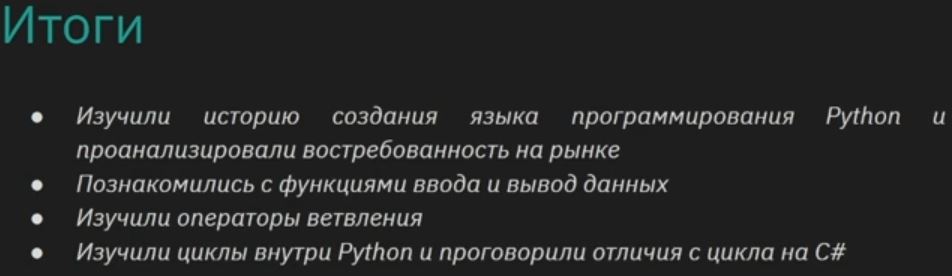 Итоги
● Изучили историю создания языка программирования Python и
проанализировали востребованность на рынке
● Познакомились с функциями ввода и вывод данных
● Изучили операторы ветвления
● Изучили циклы внутри Python и проговорили отличия с цикла на C#